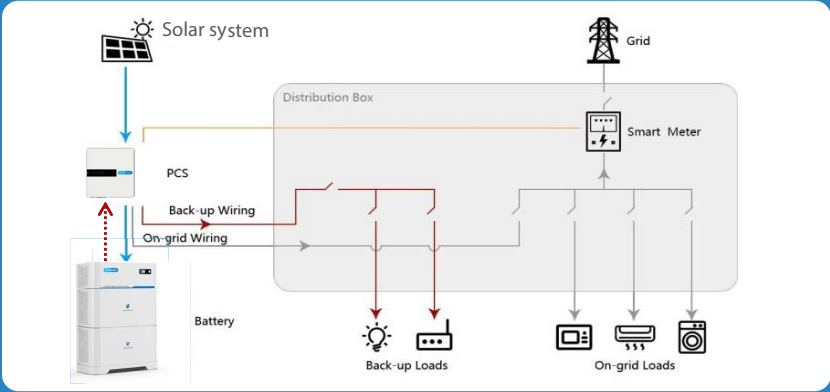 Solar system
Grid
Distribution Box
Smart Meter
PCS
Back-up Wiring
On-grid Wiring
Battery
Back-up Loads
On-grid Loads